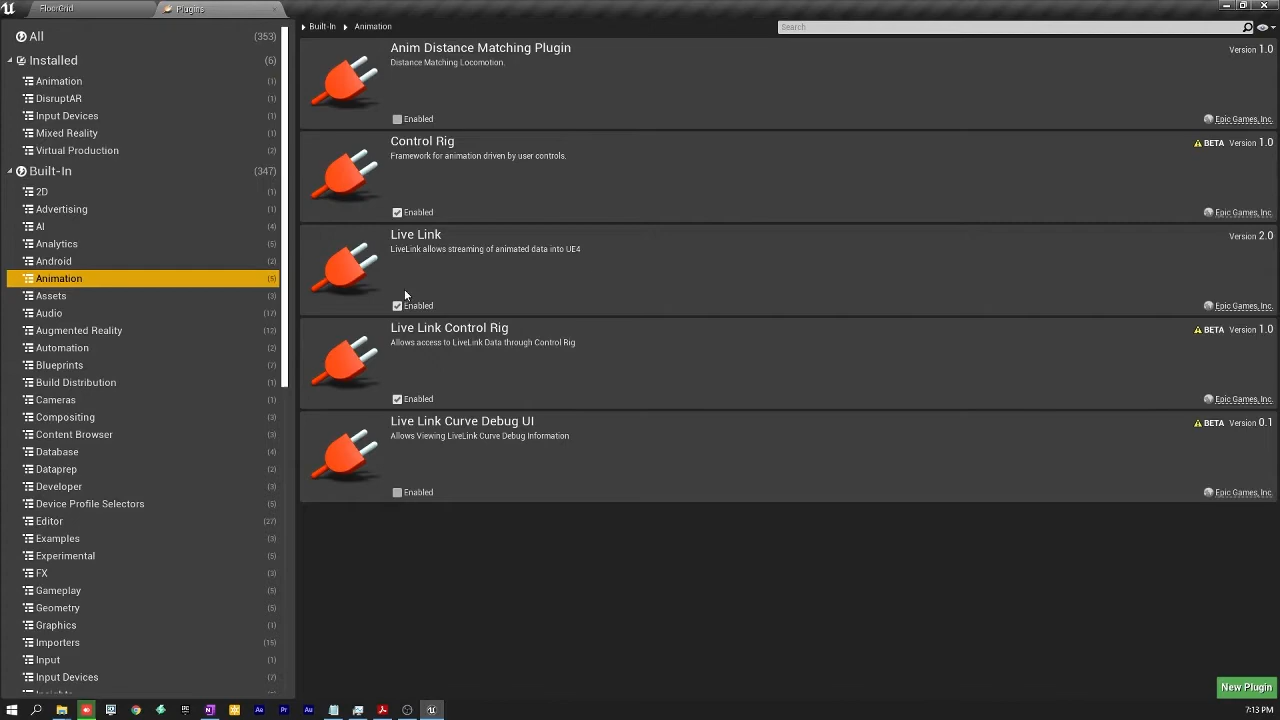 FloorGrid
Plugins
All (353)
Installed (6)
Animation (1)
DisruptAR (1)
Input Devices (1)
Mixed Reality (1)
Virtual Production (2)
Built-In (347)
2D (1)
Advertising (1)
AI (4)
Analytics (5)
Android (2)
Animation (5)
Assets (3)
Audio (17)
Augmented Reality (12)
Automation (2)
Blueprints (7)
Build Distribution (1)
Cameras (1)
Compositing (3)
Content Browser (3)
Database (4)
Dataprep (2)
Developer (3)
Device Profile Selectors (5)
Editor (27)
Examples (3)
Experimental (5)
FX (3)
Gameplay (5)
Geometry (5)
Graphics (1)
Importers (15)
Input (1)
Input Devices (7)
Built-In Animation
Search
Anim Distance Matching Plugin
Version 1.0
Distance Matching Locomotion.
Enabled
Epic Games, Inc.
Control Rig
BETA Version 1.0
Framework for animation driven by user controls.
Enabled
Epic Games, Inc.
Live Link
Version 2.0
LiveLink allows streaming of animated data into UE4
Enabled
Epic Games, Inc.
Live Link Control Rig
BETA Version 1.0
Allows access to LiveLink Data through Control Rig
Enabled
Epic Games, Inc.
Live Link Curve Debug UI
BETA Version 0.1
Allows Viewing LiveLink Curve Debug Information
Enabled
Epic Games, Inc.
New Plugin
Ae
Pr
Au
7:13 PM